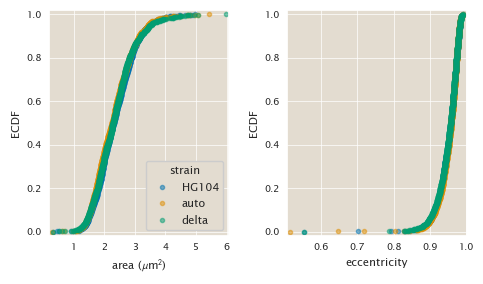 ECDF
1.0
0.8
0.6
0.4
0.2
0.0
1 2 3 4 5 6
area (μm²)
strain
HG104
auto
delta
ECDF
1.0
0.8
0.6
0.4
0.2
0.0
0.6 0.7 0.8 0.9 1.0
eccentricity